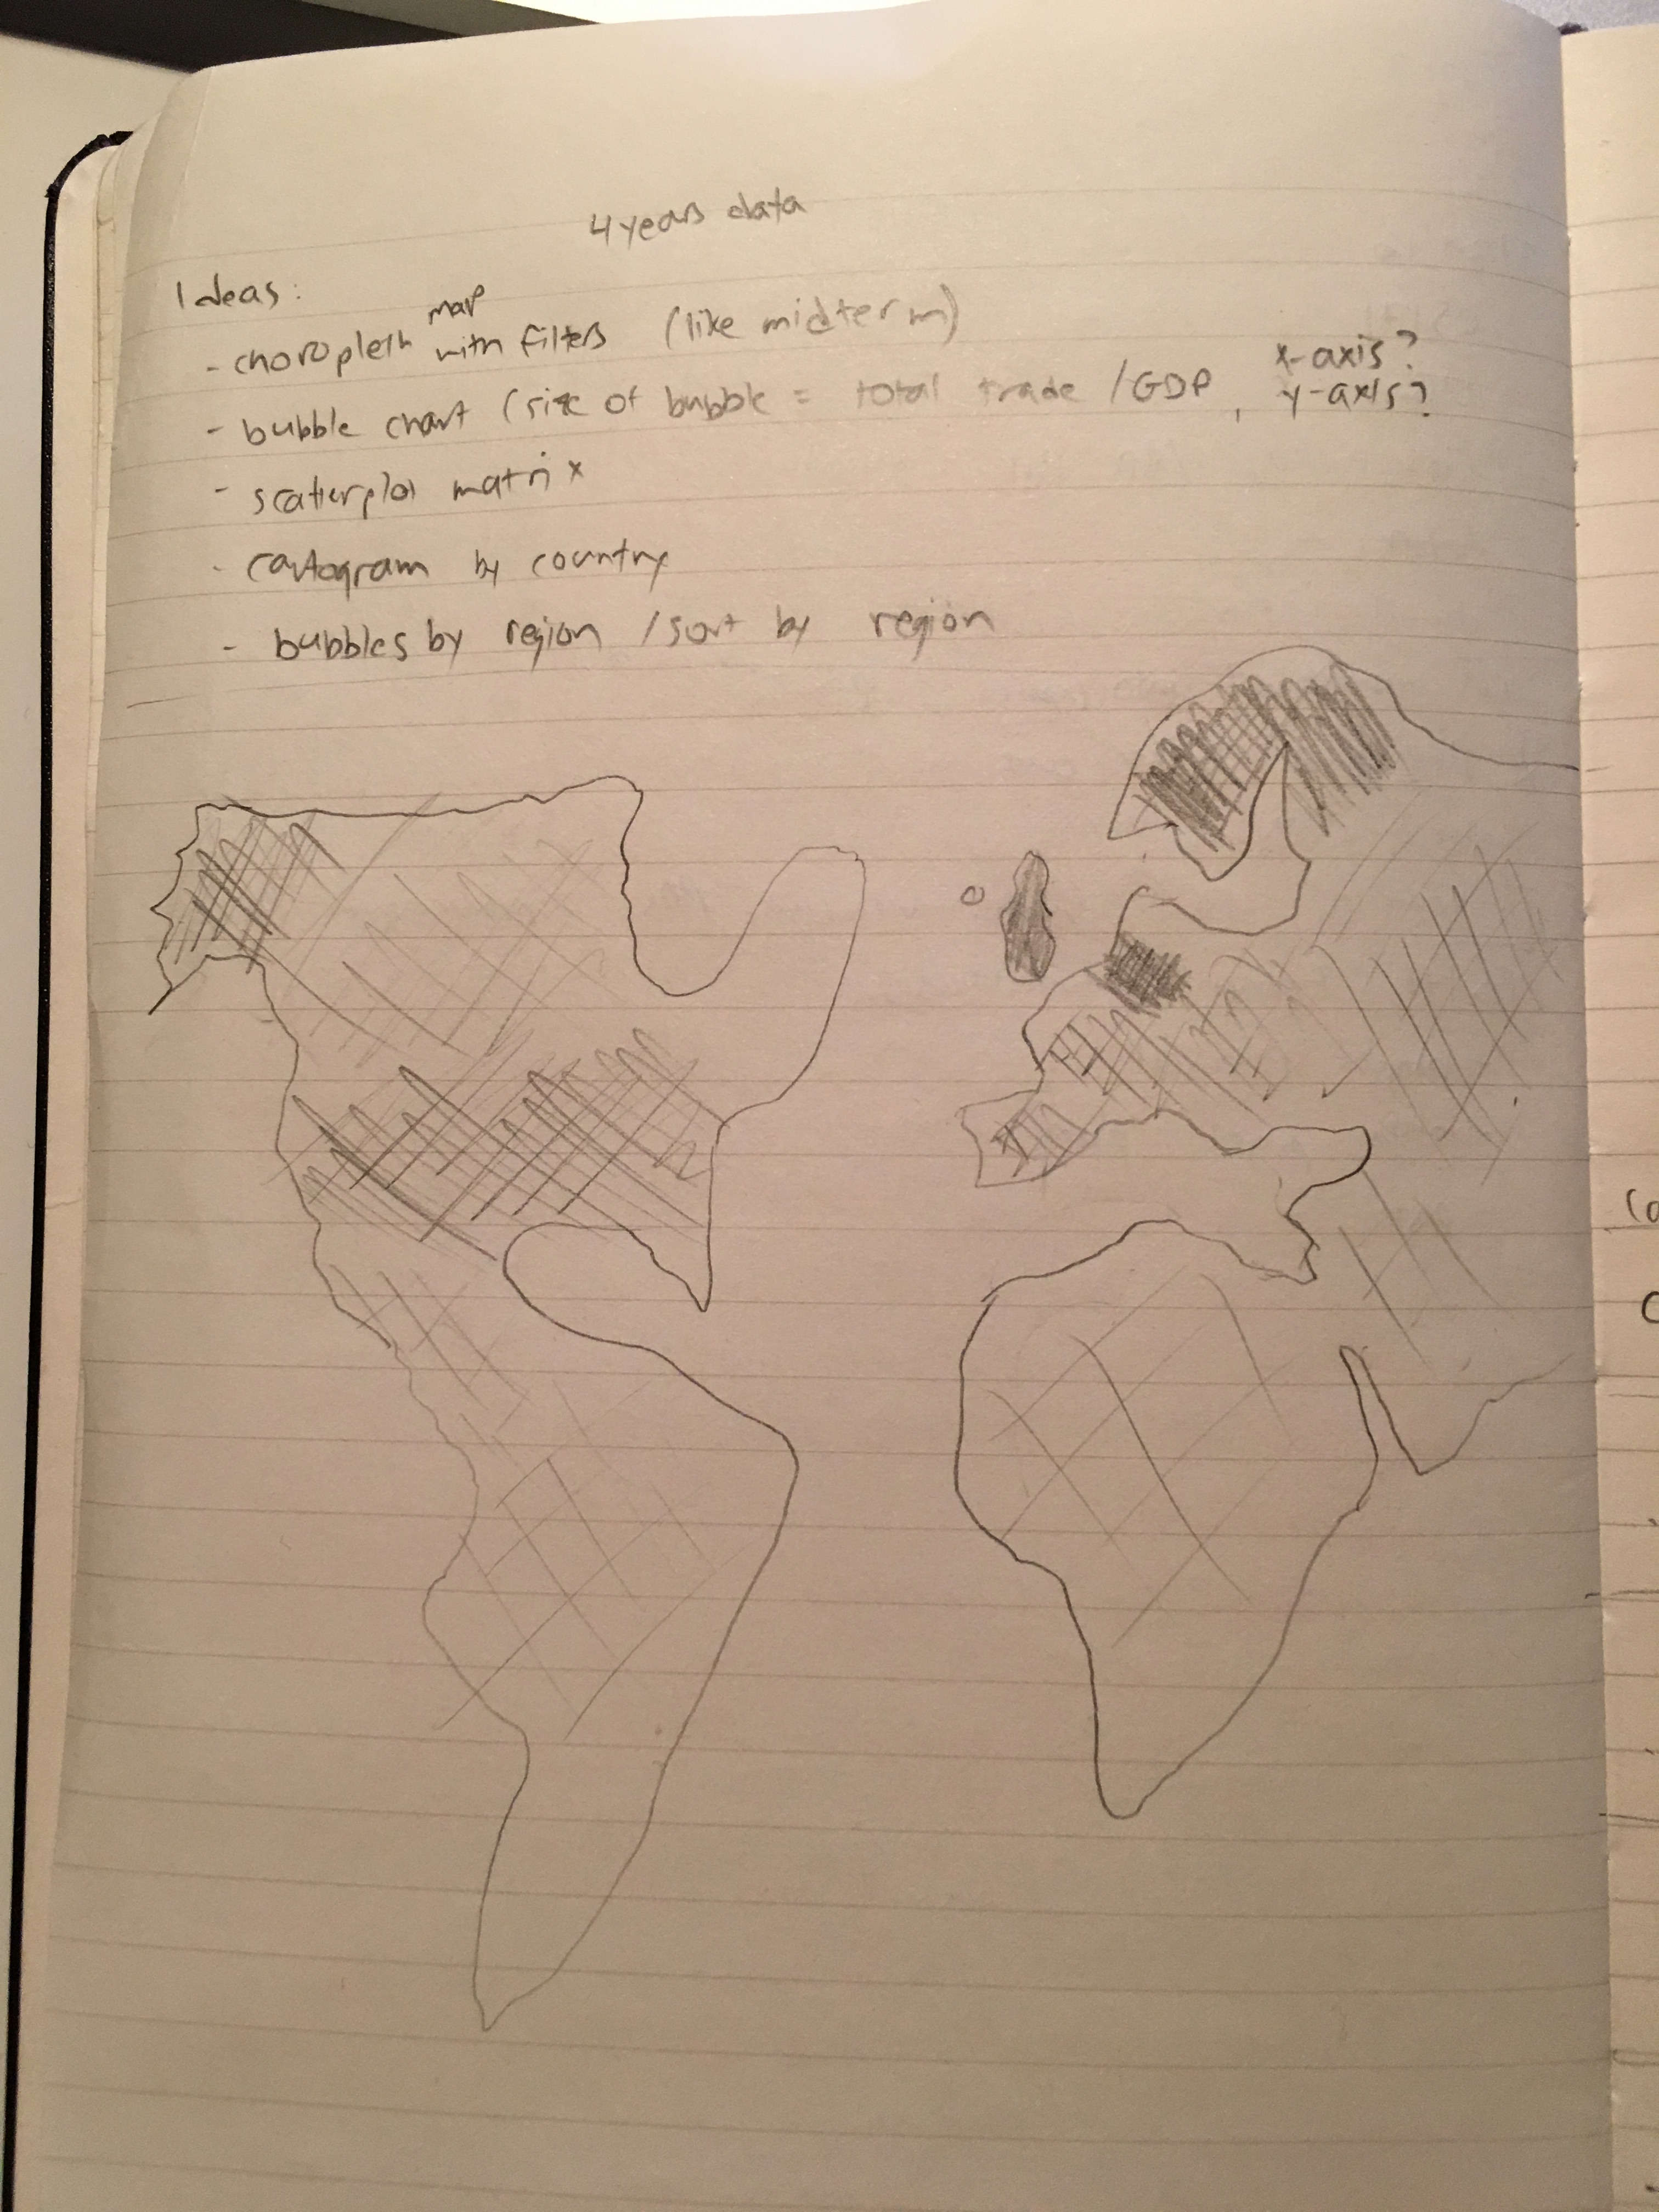 4 years data
Ideas:
- choropleth map with filters (like midterm)
- bubble chart (size of bubble = total trade / GDP, x-axis? y-axis?
- scatterplot matrix
- cartogram by country
- bubbles by region / sort by region